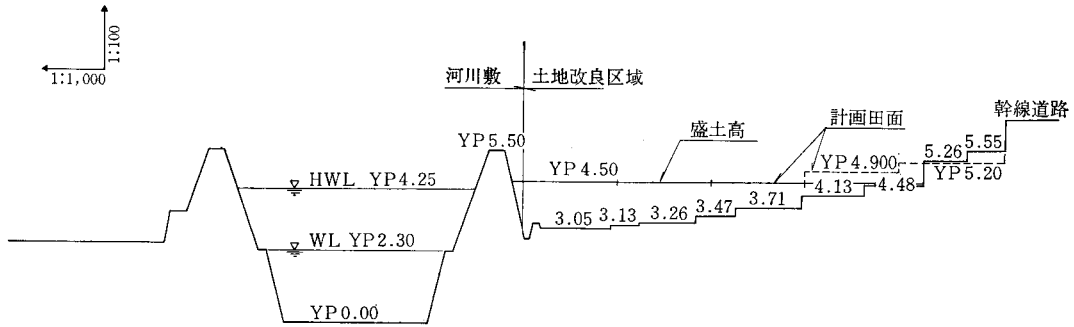 1:100
1:1,000
河川敷
土地改良区域
幹線道路
盛土高
計画田面
YP5.50
YP4.50
YP4.900
5.26
5.55
YP5.20
HWL YP4.25
4.13
4.48
3.05
3.13
3.26
3.47
3.71
WL YP2.30
YP0.00